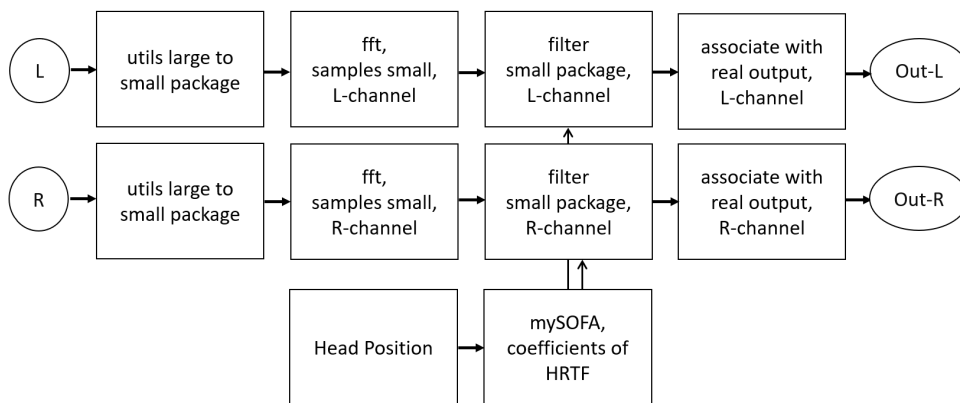 L
utils large to
small package
fft,
samples small,
L-channel
filter
small package,
L-channel
associate with
real output,
L-channel
Out-L
R
utils large to
small package
fft,
samples small,
R-channel
filter
small package,
R-channel
associate with
real output,
R-channel
Out-R
Head Position
mySOFA,
coefficients of
HRTF